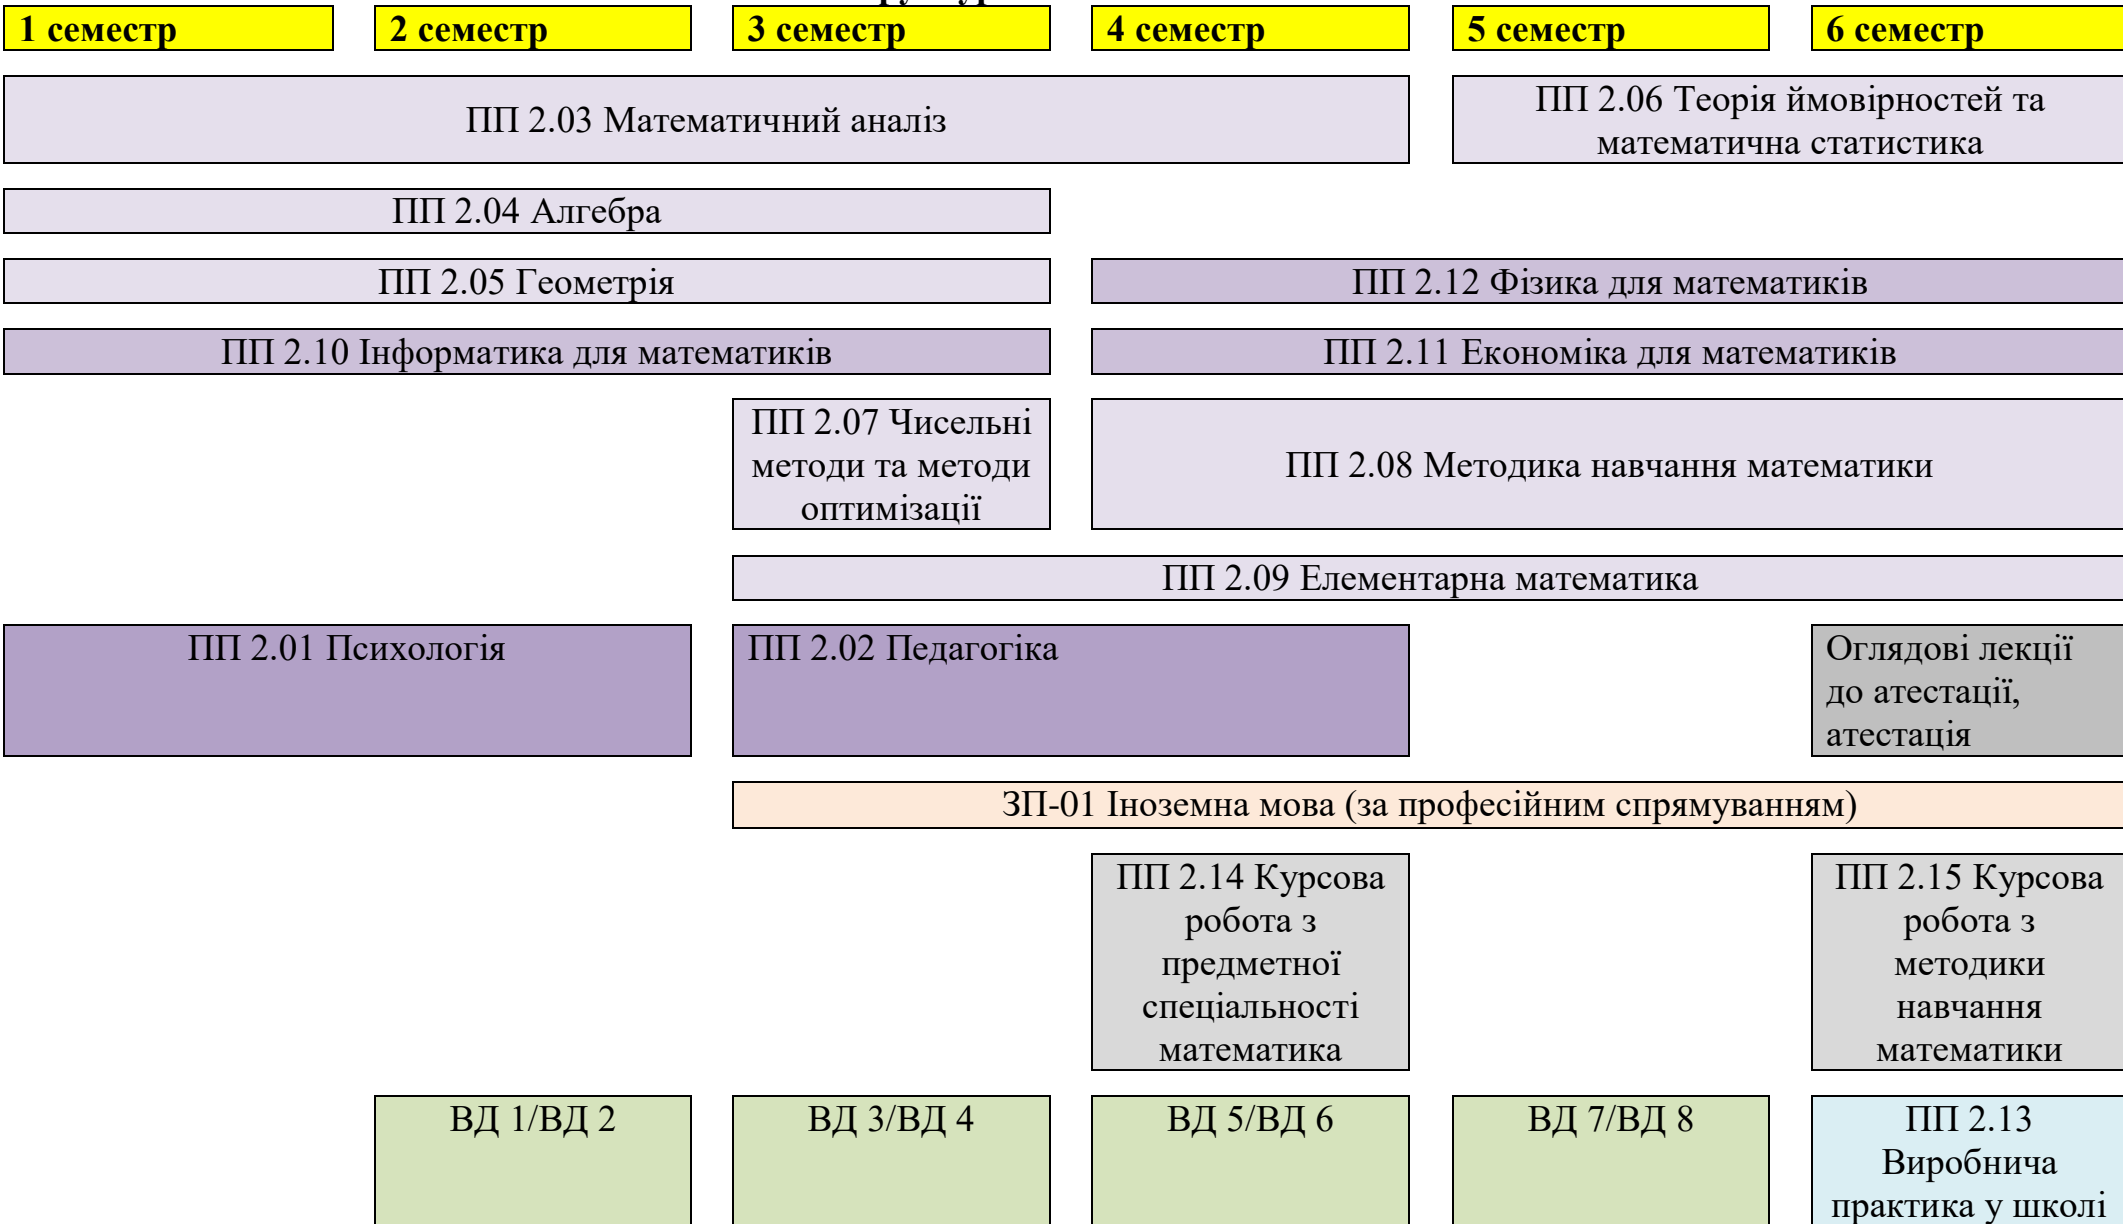 1 семестр
2 семестр
3 семестр
4 семестр
5 семестр
6 семестр
ПП 2.03 Математичний аналіз
ПП 2.06 Теорія ймовірностей та
математична статистика
ПП 2.04 Алгебра
ПП 2.05 Геометрія
ПП 2.12 Фізика для математиків
ПП 2.10 Інформатика для математиків
ПП 2.11 Економіка для математиків
ПП 2.07 Чисельні
методи та методи
оптимізації
ПП 2.08 Методика навчання математики
ПП 2.09 Елементарна математика
ПП 2.01 Психологія
ПП 2.02 Педагогіка
Оглядові лекції
до атестації,
атестація
ЗП-01 Іноземна мова (за професійним спрямуванням)
ПП 2.14 Курсова
робота з
предметної
спеціальності
математика
ПП 2.15 Курсова
робота з
методики
навчання
математики
ВД 1/ВД 2
ВД 3/ВД 4
ВД 5/ВД 6
ВД 7/ВД 8
ПП 2.13
Виробнича
практика у школі